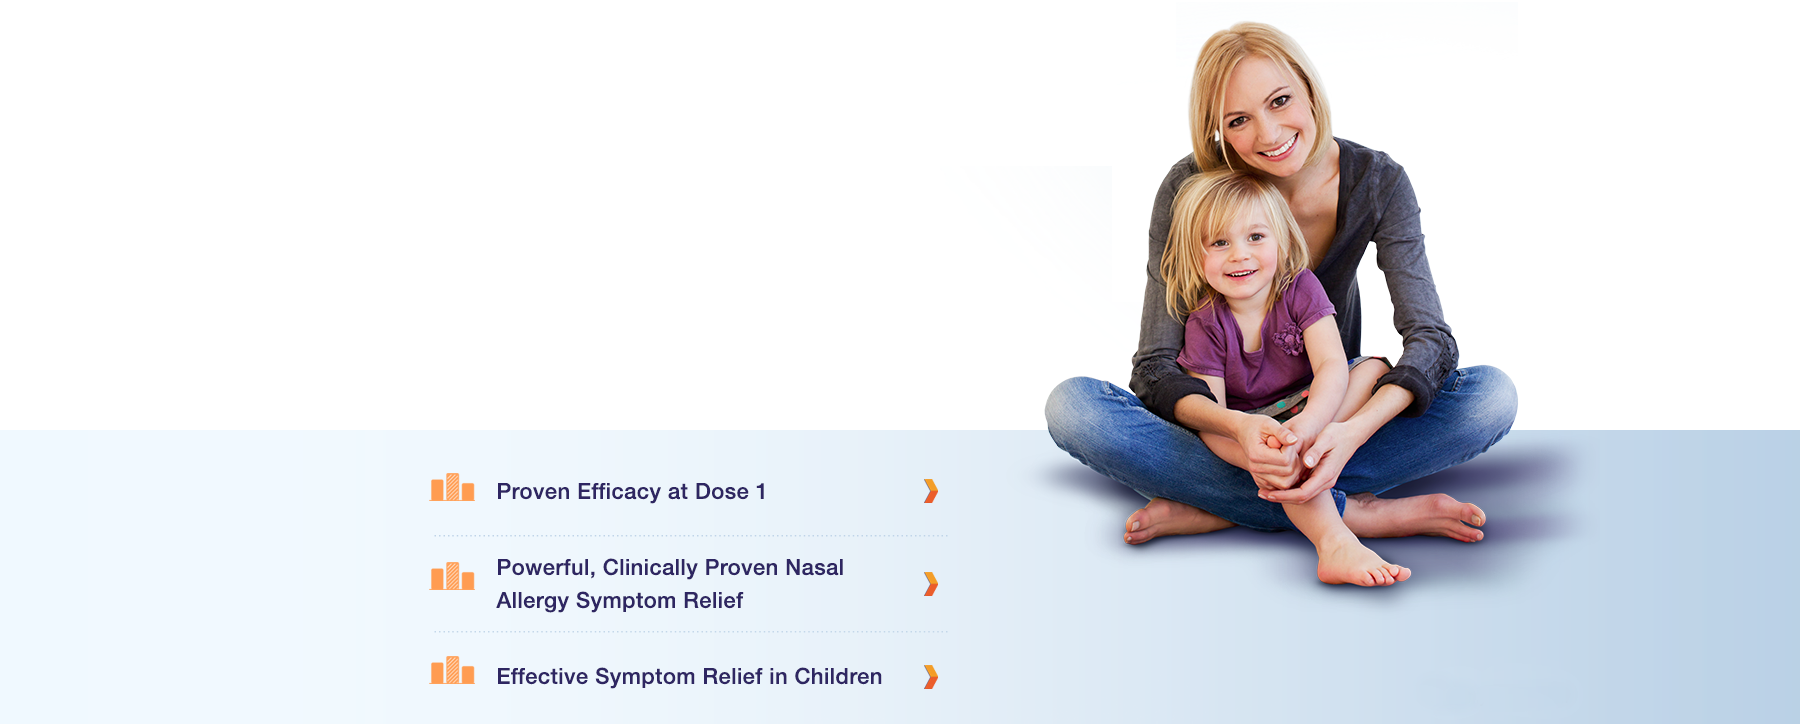 Proven Efficacy at Dose 1
Powerful, Clinically Proven Nasal
Allergy Symptom Relief
Effective Symptom Relief in Children